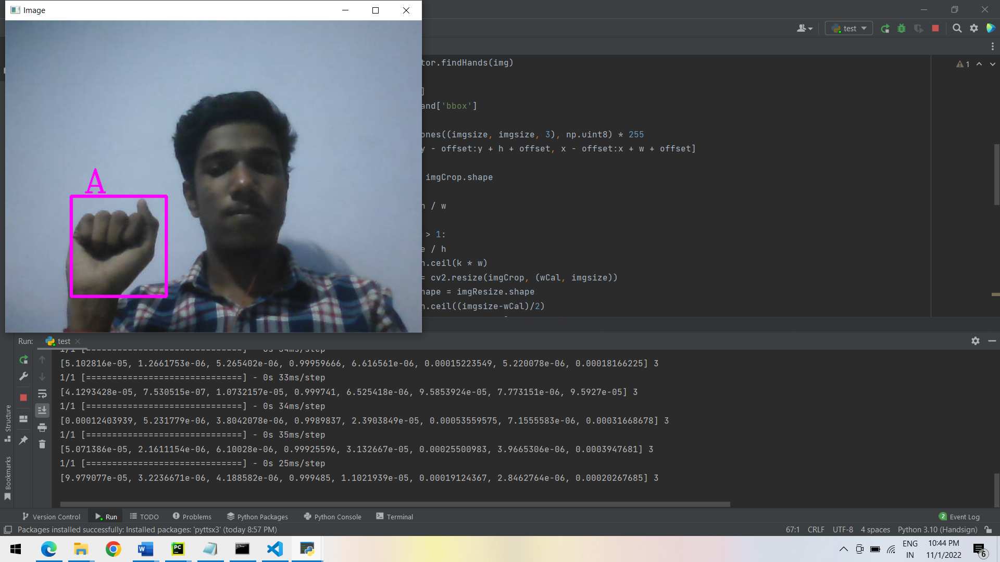 Image
test
A
tor.findHands(img)
1
]
and['bbox']
ones((imgsize, imgsize, 3), np.uint8) * 255
y - offset:y + h + offset, x - offset:x + w + offset]
imgCrop.shape
h / w
> 1:
e / h
h.ceil(k * w)
= cv2.resize(imgCrop, (wCal, imgsize))
hape = imgResize.shape
h.ceil((imgsize-wCal)/2)
Run:
test
1/1 [==============================] - 0s 34ms/step
[5.102816e-05, 1.2661753e-06, 5.265402e-06, 0.99959666, 6.616561e-06, 0.00015223549, 5.220078e-06, 0.00018166225] 3
1/1 [==============================] - 0s 33ms/step
[4.1293428e-05, 7.530515e-07, 1.0732157e-05, 0.999741, 6.525418e-06, 9.5853924e-05, 7.773151e-06, 9.5927e-05] 3
1/1 [==============================] - 0s 34ms/step
[0.00012403939, 5.231779e-06, 3.8042078e-06, 0.9989837, 2.3903849e-05, 0.00053559575, 7.1555583e-06, 0.00031668678] 3
1/1 [==============================] - 0s 35ms/step
[5.071386e-05, 2.1611154e-06, 6.10028e-06, 0.99925596, 3.132667e-05, 0.00025500983, 3.9665306e-06, 0.0003947681] 3
1/1 [==============================] - 0s 25ms/step
[9.979077e-05, 3.2236671e-06, 4.188582e-06, 0.999485, 1.1021939e-05, 0.00019124367, 2.8462764e-06, 0.00020267685] 3
Structure
Bookmarks
Version Control
Run
TODO
Problems
Python Packages
Python Console
Terminal
2 Event Log
Packages installed successfully: Installed packages: 'pyttsx3' (today 8:57 PM)
67:1 CRLF UTF-8 4 spaces Python 3.10 (Handsign)
W
PC
ENG
IN
10:44 PM
11/1/2022
6